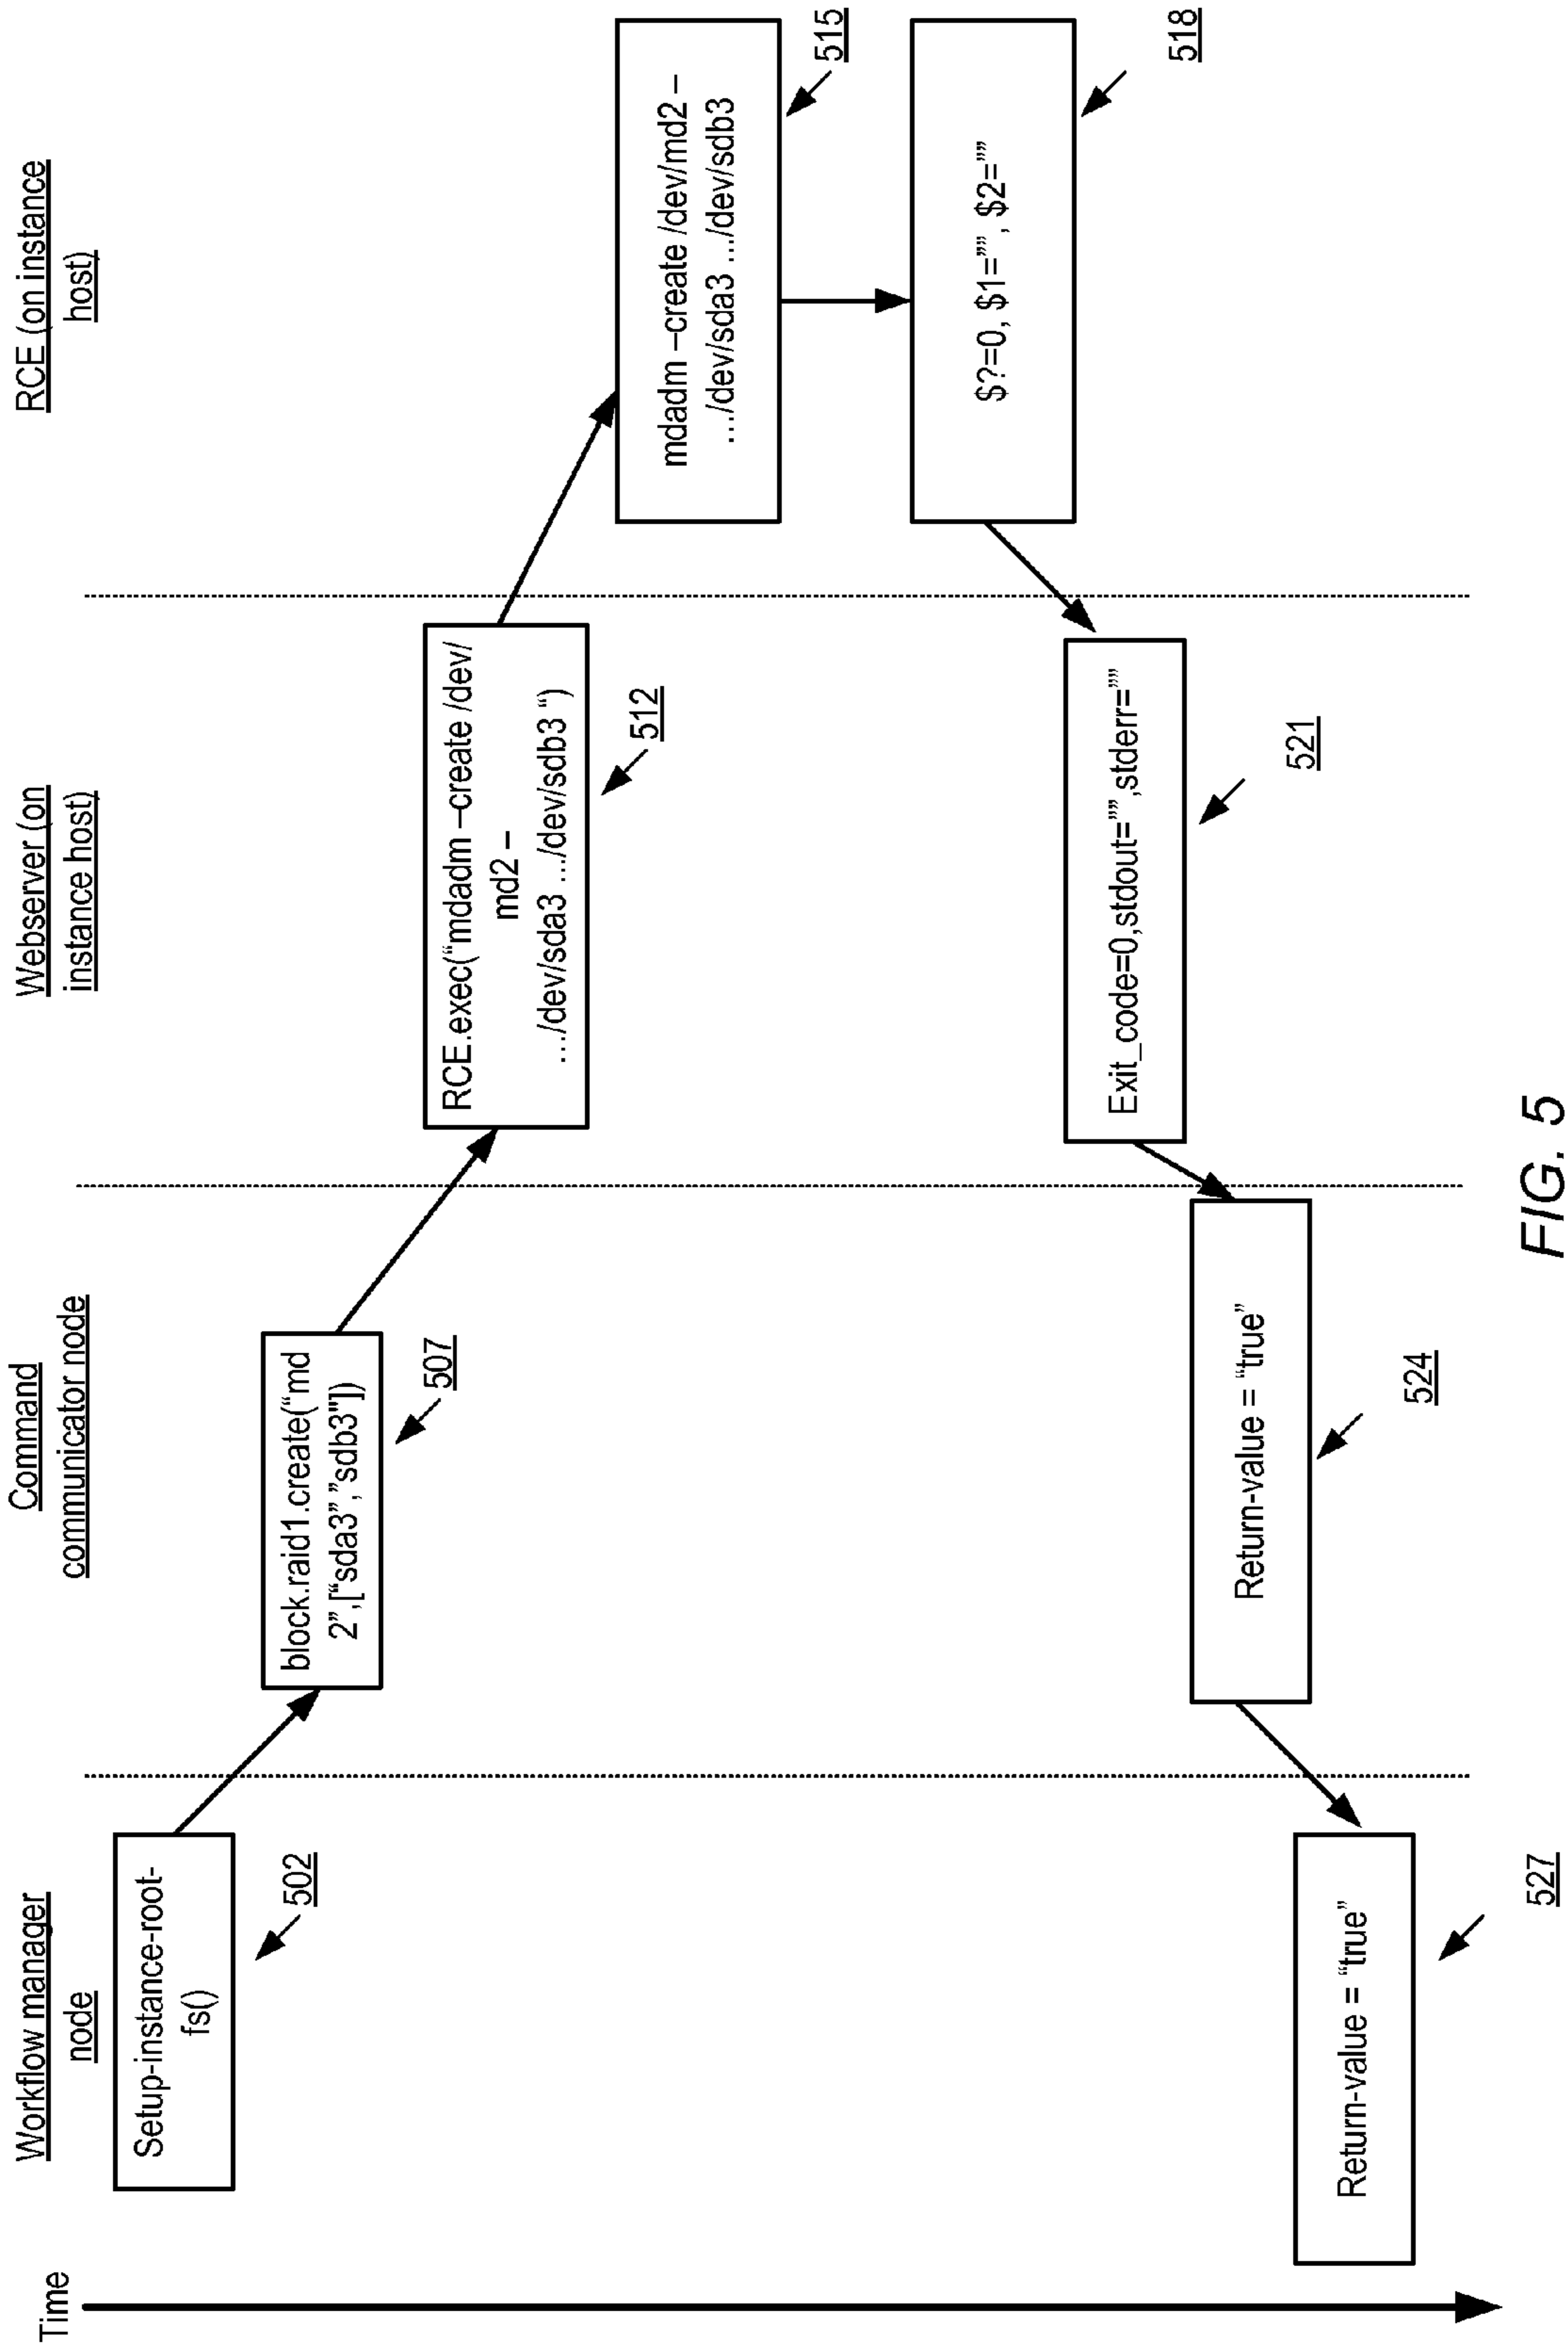 Time
Workflow manager
node
Command
communicator node
Webserver (on
instance host)
RCE (on instance
host)
Setup-instance-root-
fs()
502
block.raid1.create(“md
2”,[“sda3”,”sdb3"])
507
RCE.exec(“mdadm –create /dev/
md2 –
…/dev/sda3 …/dev/sdb3 “)
512
mdadm –create /dev/md2 –
…/dev/sda3 …/dev/sdb3
515
$?=0, $1=””, $2=””
518
Exit_code=0,stdout=””,stderr=””
521
Return-value = “true”
524
Return-value = “true”
527
FIG. 5